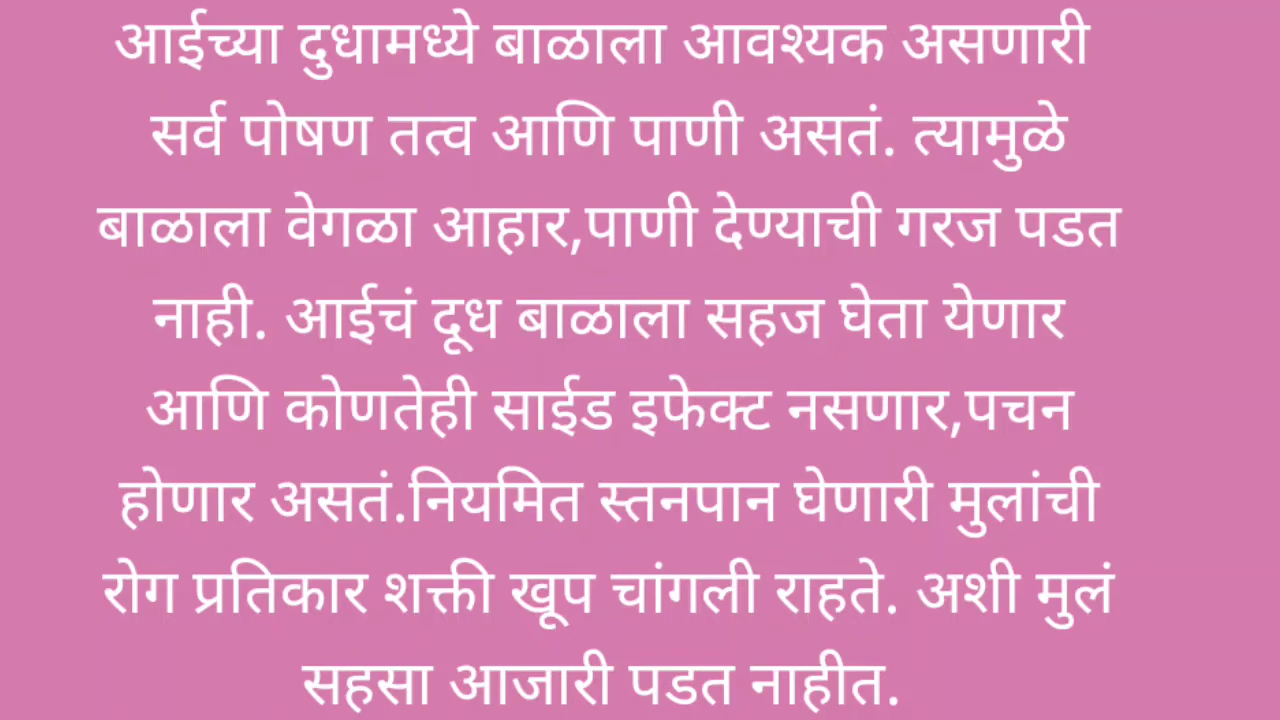 आईच्या दुधामध्ये बाळाला आवश्यक असणारी
सर्व पोषण तत्व आणि पाणी असतं. त्यामुळे
बाळाला वेगळा आहार,पाणी देण्याची गरज पडत
नाही. आईचं दूध बाळाला सहज घेता येणार
आणि कोणतेही साईड इफेक्ट नसणार,पचन
होणार असतं.नियमित स्तनपान घेणारी मुलांची
रोग प्रतिकार शक्ती खूप चांगली राहते. अशी मुलं
सहसा आजारी पडत नाहीत.